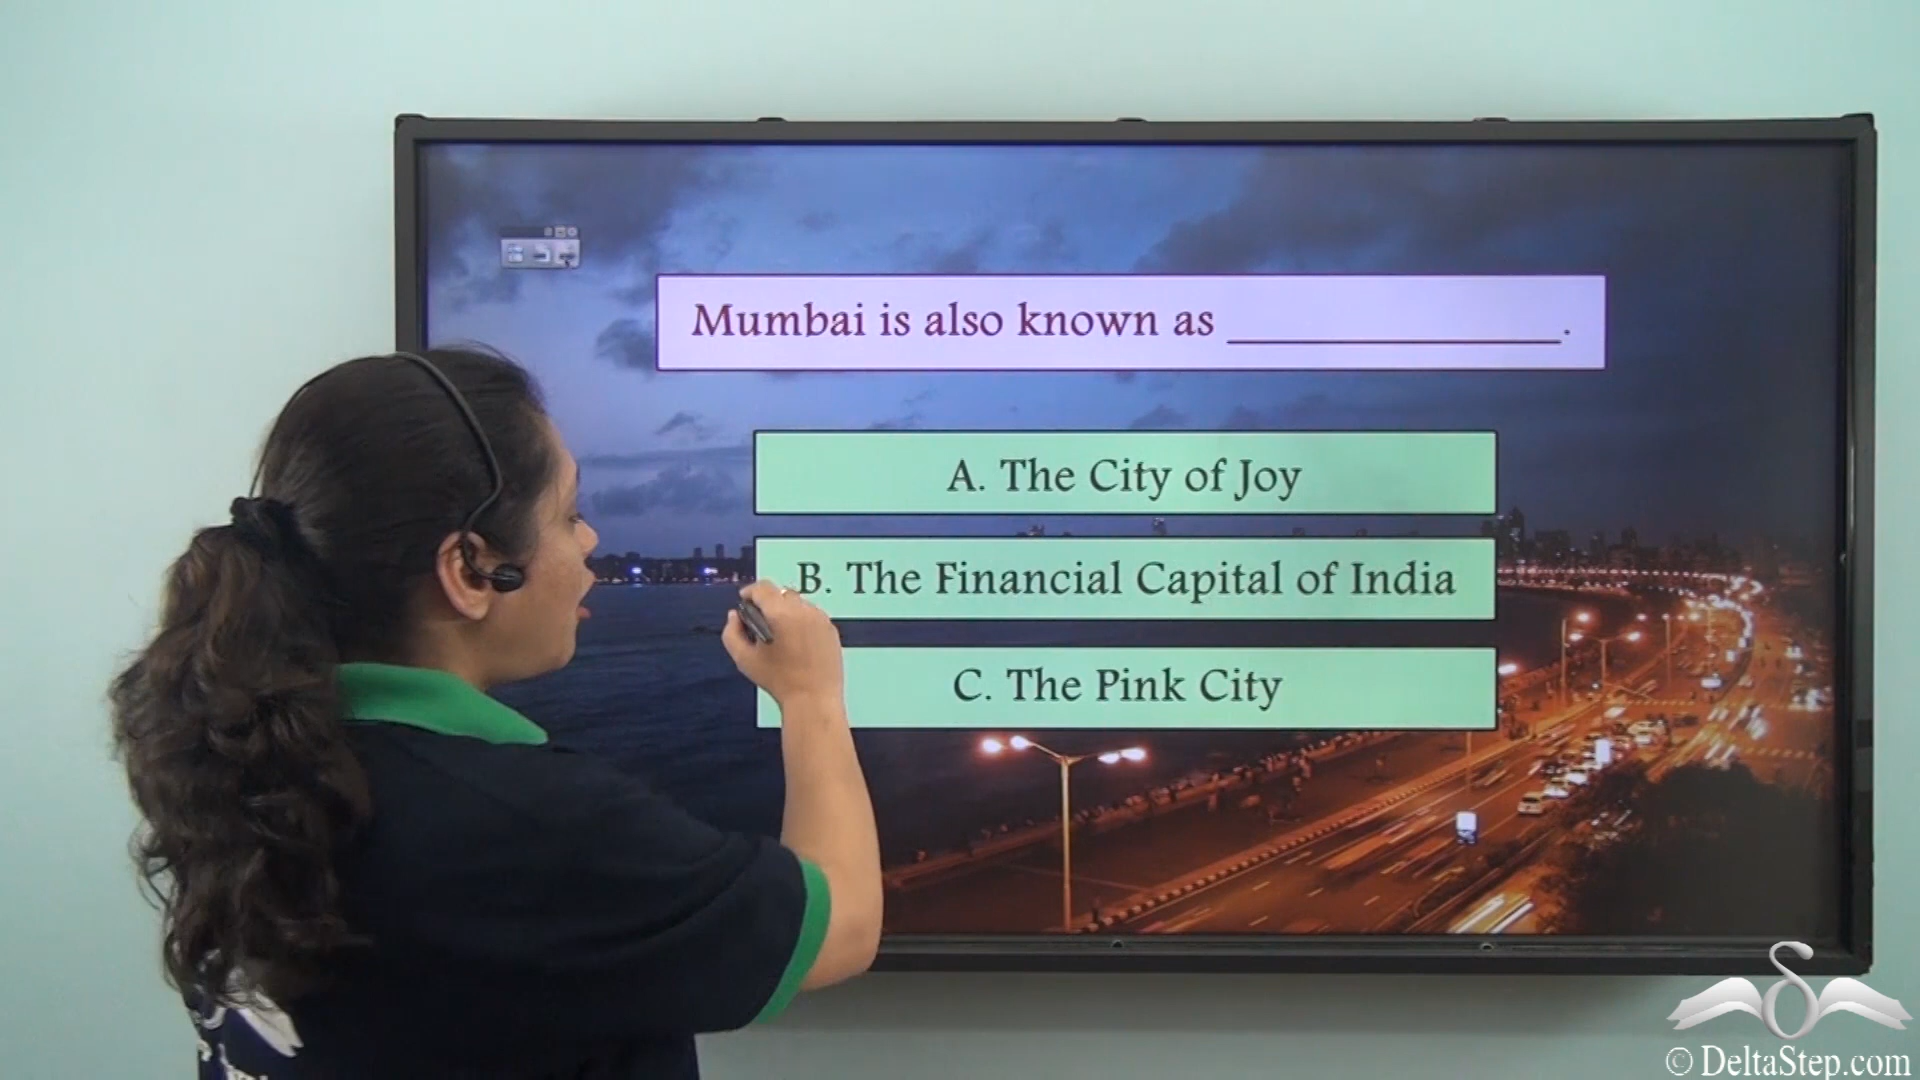 Mumbai is also known as ______________.
A. The City of Joy
B. The Financial Capital of India
C. The Pink City
© DeltaStep.com